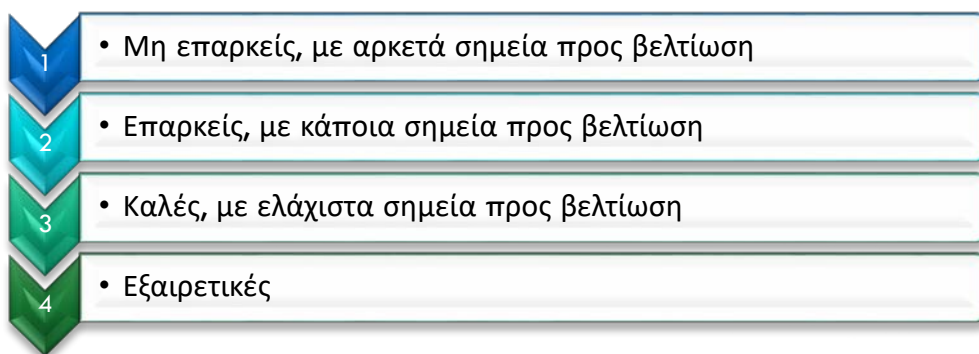 1
• Μη επαρκείς, με αρκετά σημεία προς βελτίωση
2
• Επαρκείς, με κάποια σημεία προς βελτίωση
3
• Καλές, με ελάχιστα σημεία προς βελτίωση
4
• Εξαιρετικές